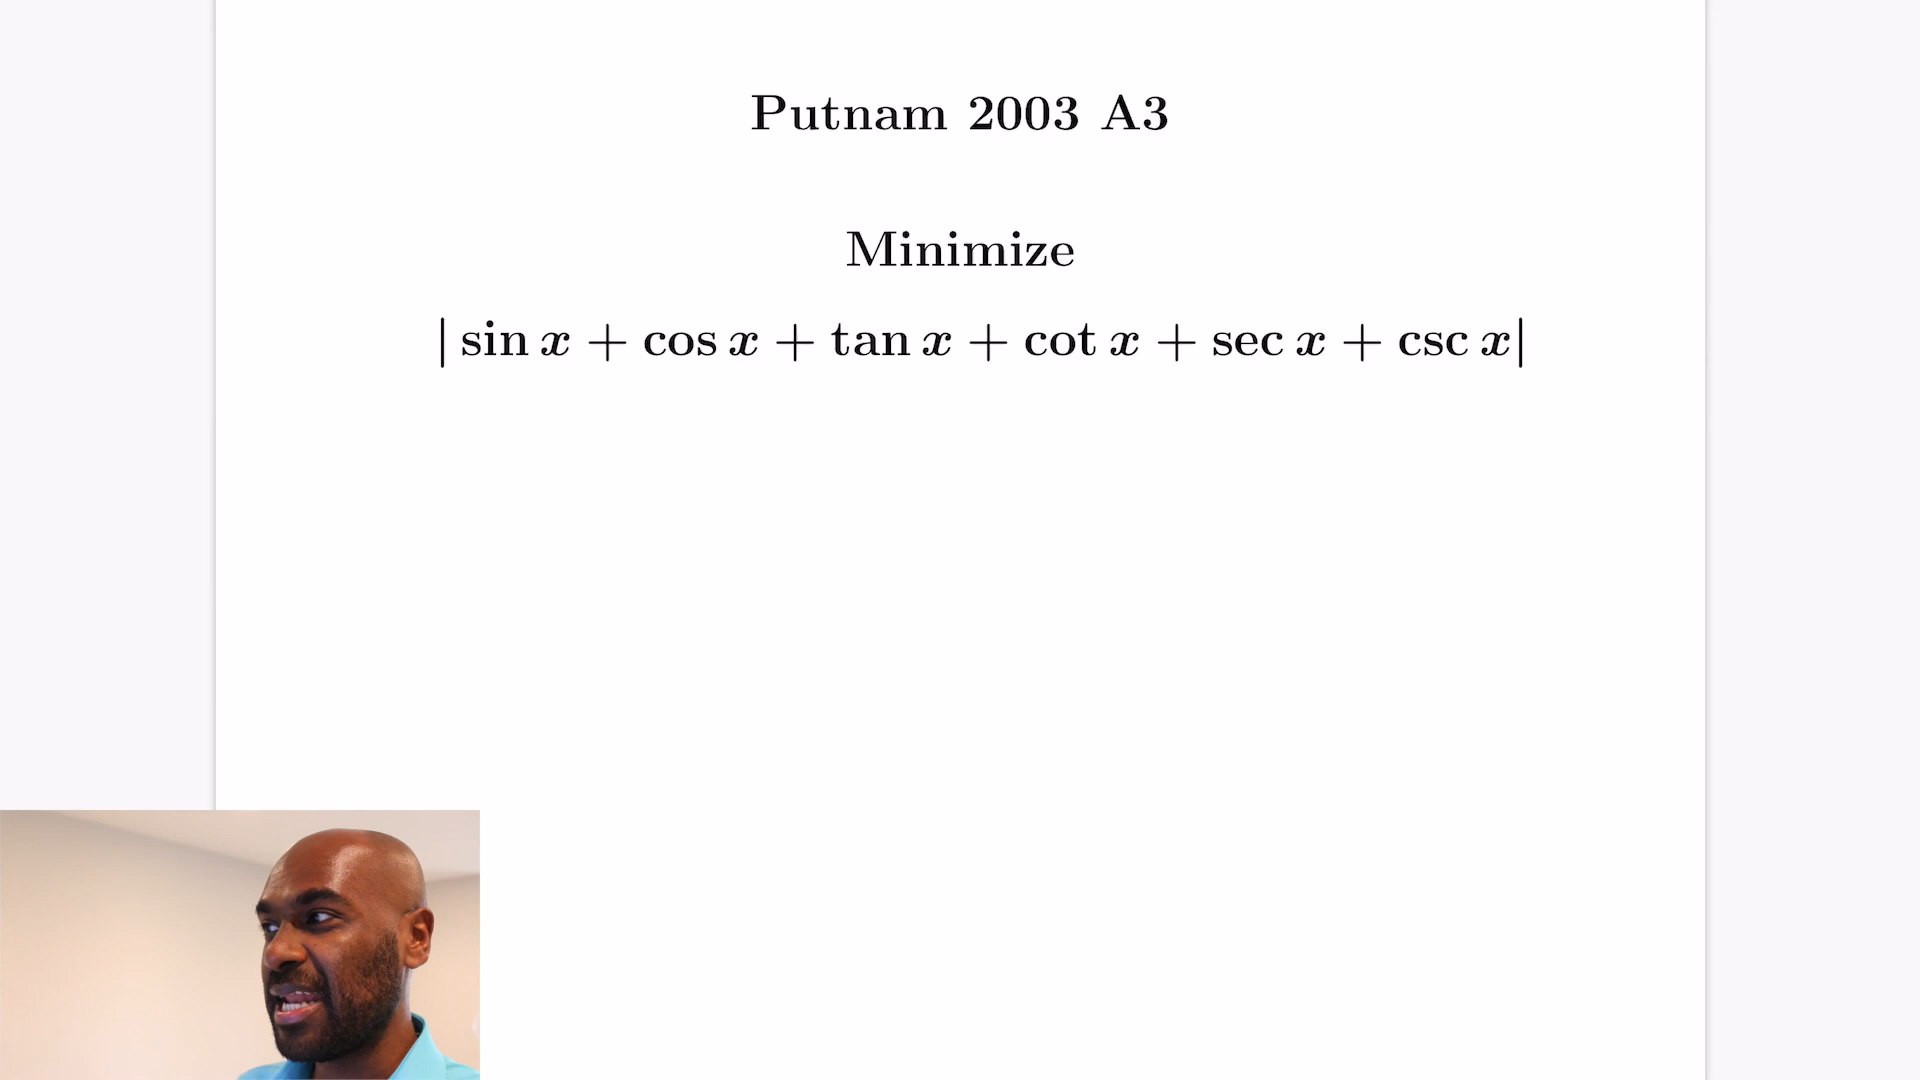 Putnam 2003 A3
Minimize
| sin x + cos x + tan x + cot x + sec x + csc x|